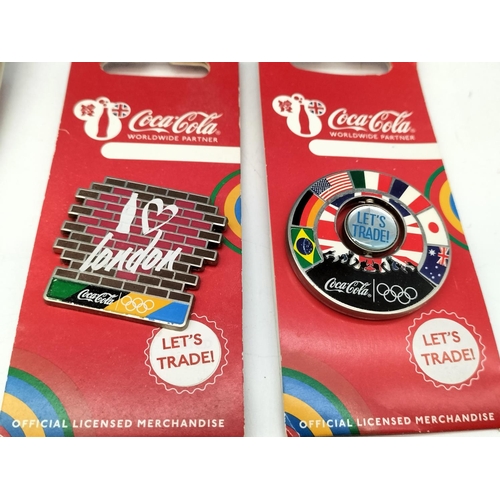 Coca-Cola
WORLDWIDE PARTNER
I
london
Coca-Cola
LET'S
TRADE!
OFFICIAL LICENSED MERCHANDISE
Coca-Cola
WORLDWIDE PARTNER
LET'S
TRADE!
Coca-Cola
LET'S
TRADE!
OFFICIAL LICENSED MERCHANDISE